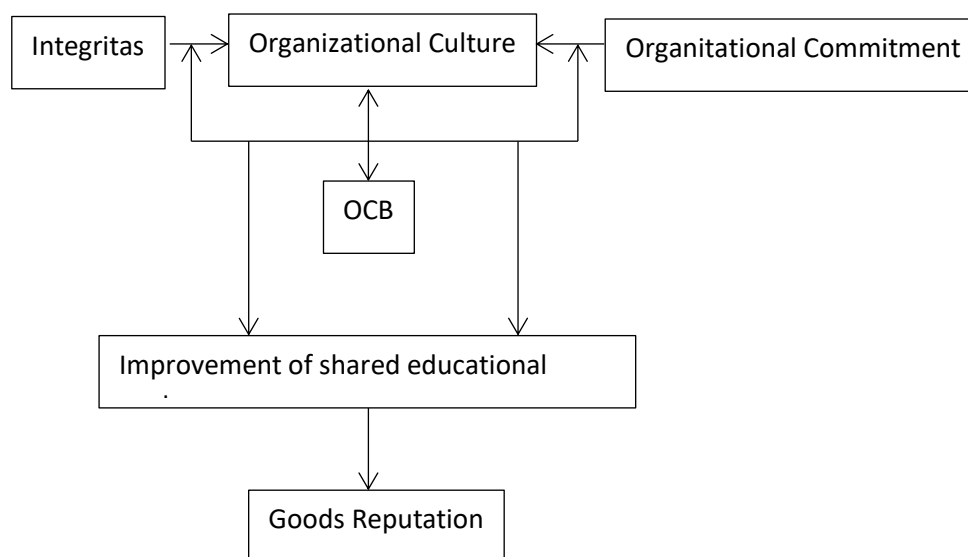 Integritas
Organizational Culture
Organitational Commitment
OCB
Improvement of shared educational
.
Goods Reputation